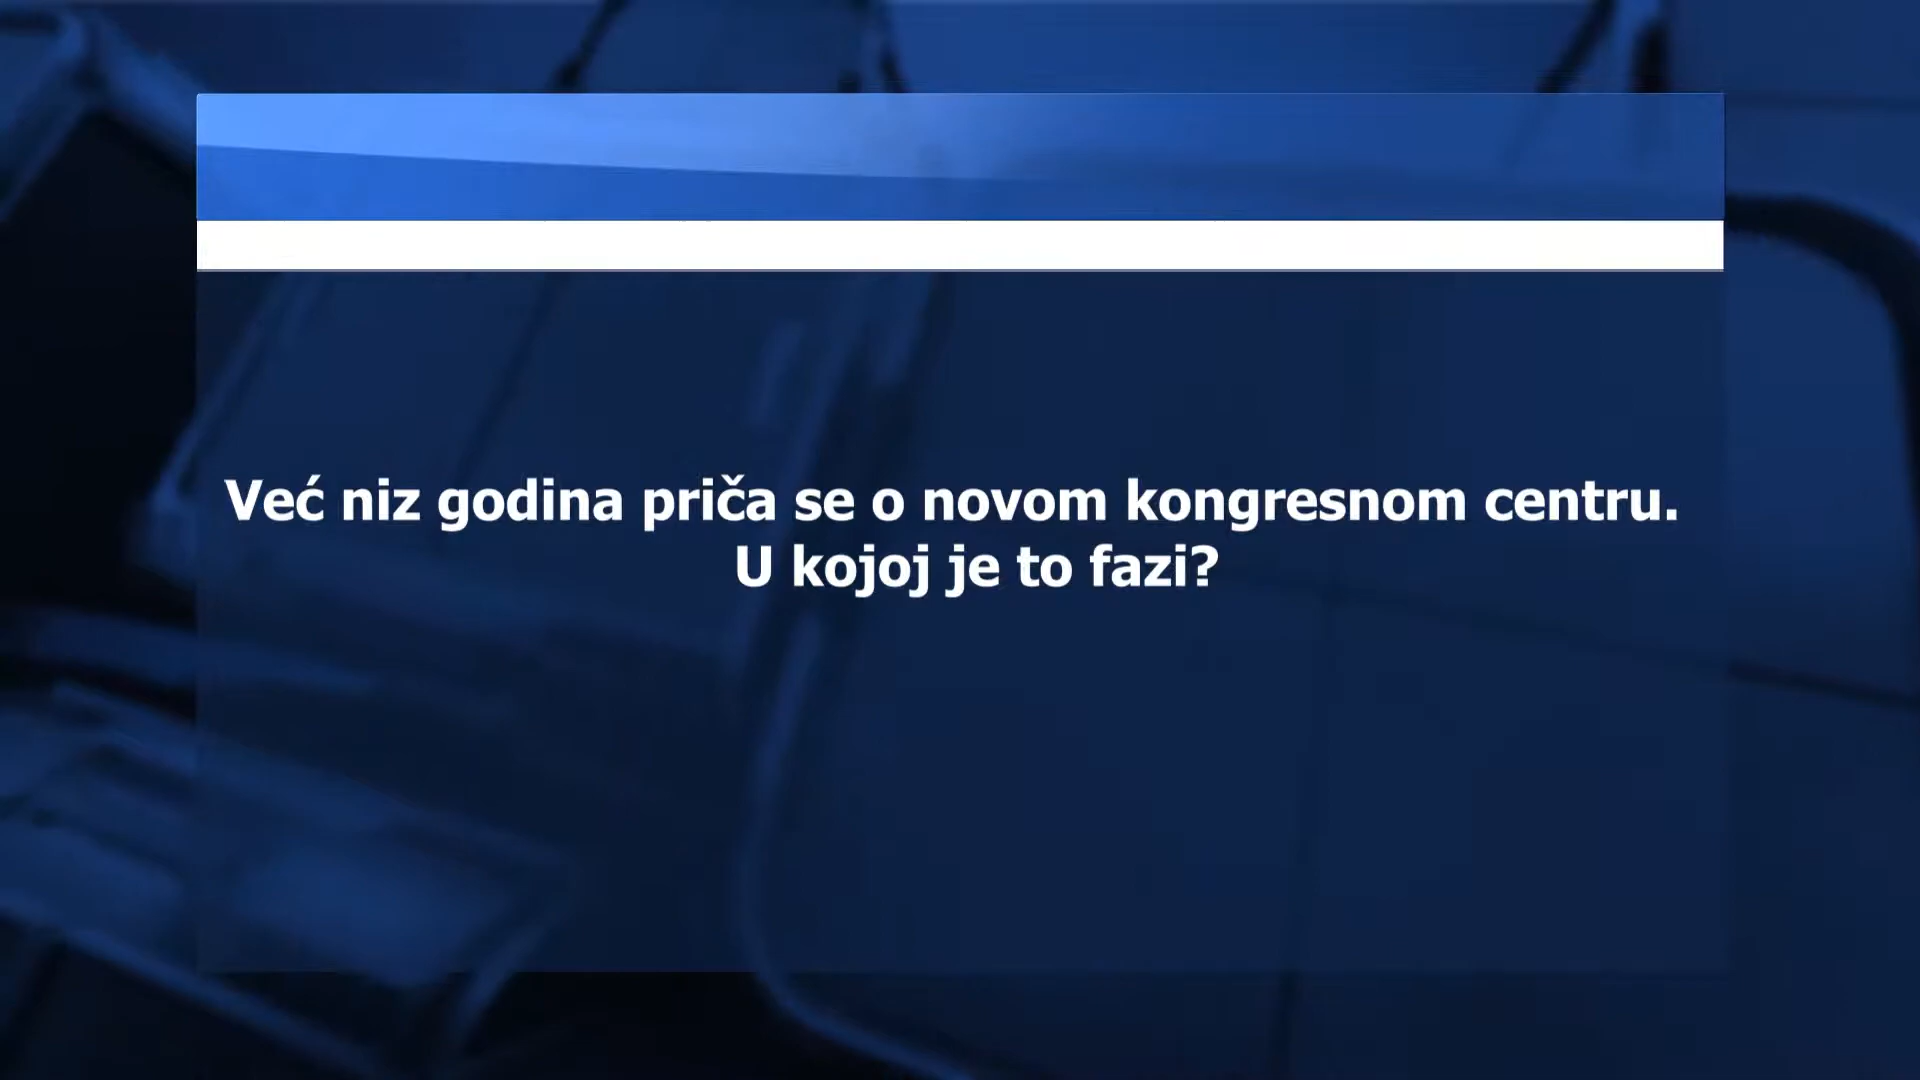 Već niz godina priča se o novom kongresnom centru.
U kojoj je to fazi?